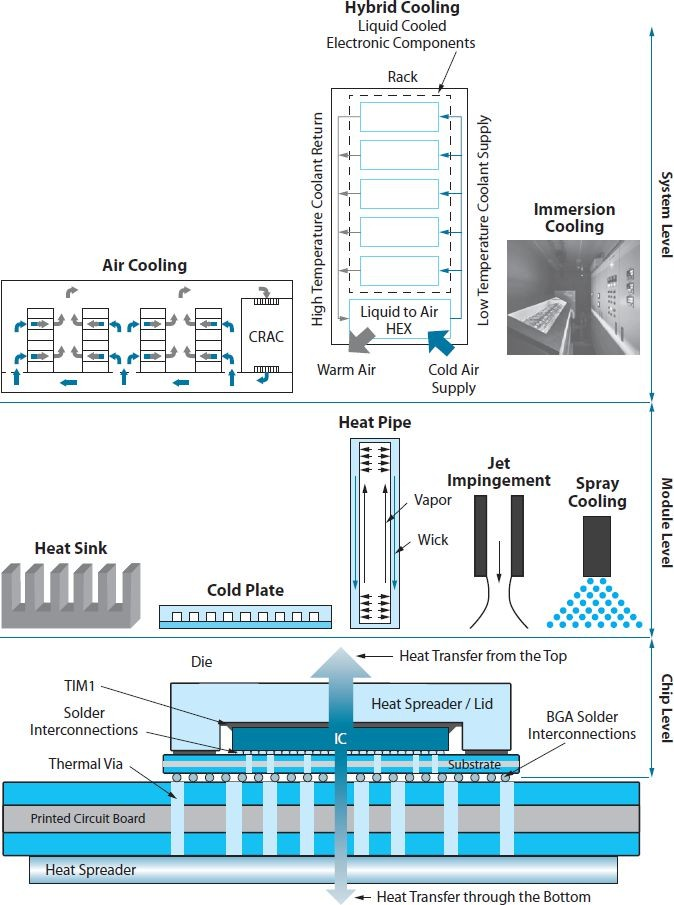 Hybrid Cooling
Liquid Cooled
Electronic Components
Rack
High Temperature Coolant Return
Low Temperature Coolant Supply
Liquid to Air
HEX
Warm Air
Cold Air
Supply
Immersion
Cooling
System Level
Air Cooling
CRAC
Heat Pipe
Vapor
Wick
Jet
Impingement
Spray
Cooling
Module Level
Heat Sink
Cold Plate
Die
Heat Transfer from the Top
TIM1
Heat Spreader / Lid
Solder
Interconnections
IC
BGA Solder
Interconnections
Chip Level
Thermal Via
Substrate
Printed Circuit Board
Heat Spreader
Heat Transfer through the Bottom